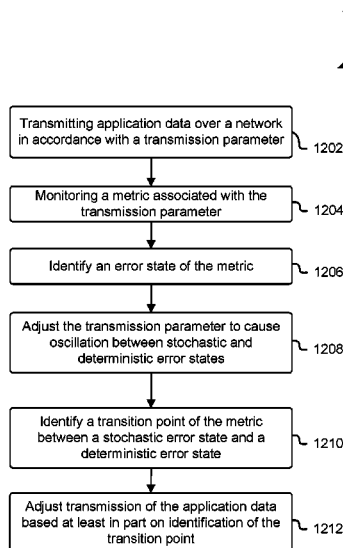 Transmitting application data over a network
in accordance with a transmission parameter
1202
Monitoring a metric associated with the
transmission parameter
1204
Identify an error state of the metric
1206
Adjust the transmission parameter to cause
oscillation between stochastic and
deterministic error states
1208
Identify a transition point of the metric
between a stochastic error state and a
deterministic error state
1210
Adjust transmission of the application data
based at least in part on identification of the
transition point
1212